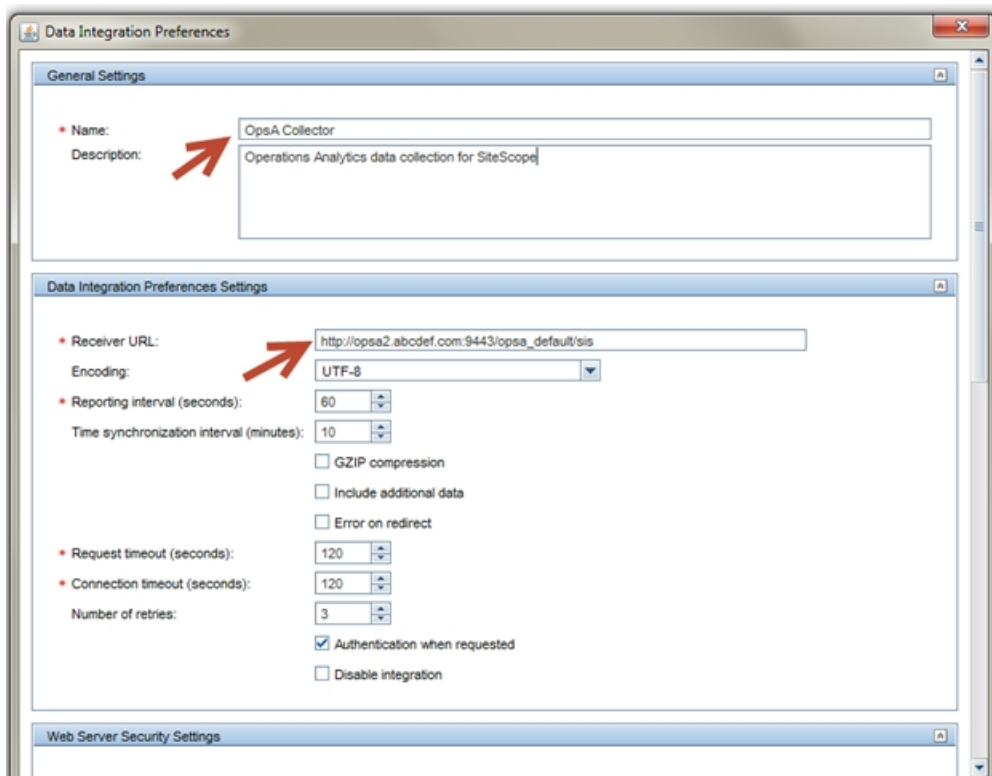 Data Integration Preferences
General Settings
* Name:
OpsA Collector
Description:
Operations Analytics data collection for SiteScope
Data Integration Preferences Settings
* Receiver URL:
http://opsa2.abcdef.com:9443/opsa_default/sis
Encoding:
UTF-8
* Reporting interval (seconds):
60
Time synchronization interval (minutes):
10
GZIP compression
Include additional data
Error on redirect
* Request timeout (seconds):
120
* Connection timeout (seconds):
120
Number of retries:
3
Authentication when requested
Disable integration
Web Server Security Settings